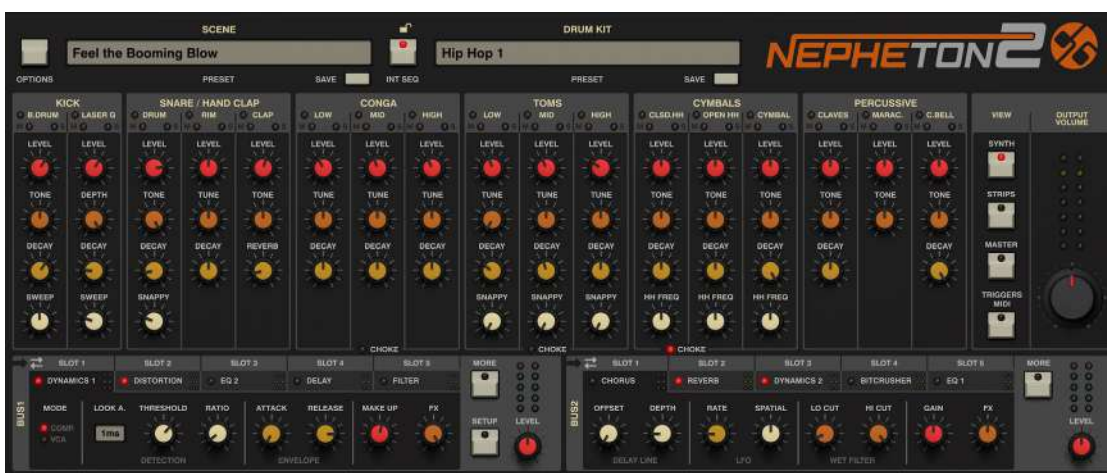 SCENE
DRUM KIT
Feel the Booming Blow
Hip Hop 1
NEPHETON2
OPTIONS PRESET SAVE INT SEQ PRESET SAVE
KICK SNARE / HAND CLAP CONGA TOMS CYMBALS PERCUSSIVE VIEW OUTPUT VOLUME
B.DRUM LASER G DRUM RIM CLAP LOW MID HIGH LOW MID HIGH CLSD.HH OPEN HH CYMBAL CLAVES MARAC. C.BELL
M S M S M S M S M S M S M S M S M S M S M S M S M S M S M S M S M S
LEVEL LEVEL LEVEL LEVEL LEVEL LEVEL LEVEL LEVEL LEVEL LEVEL LEVEL LEVEL LEVEL LEVEL LEVEL LEVEL LEVEL SYNTH
TONE DEPTH TONE TUNE TUNE TUNE TUNE TUNE TUNE TUNE TUNE TONE TONE TONE TONE TONE TUNE STRIPS
DECAY DECAY DECAY DECAY REVERB DECAY DECAY DECAY DECAY DECAY DECAY DECAY DECAY DECAY DECAY DECAY MASTER
SWEEP SWEEP SNAPPY SNAPPY SNAPPY SNAPPY HH FREQ HH FREQ HH FREQ TRIGGERS MIDI
CHOKE CHOKE CHOKE
BUS1
SLOT 1 SLOT 2 SLOT 3 SLOT 4 SLOT 5 MORE
DYNAMICS 1 DISTORTION EQ 2 DELAY FILTER
MODE LOOK A. THRESHOLD RATIO ATTACK RELEASE MAKE UP FX SETUP LEVEL
COMP 1ms
VCA
DETECTION ENVELOPE
BUS2
SLOT 1 SLOT 2 SLOT 3 SLOT 4 SLOT 5 MORE
CHORUS REVERB DYNAMICS 2 BITCRUSHER EQ 1
OFFSET DEPTH RATE SPATIAL LO CUT HI CUT GAIN FX LEVEL
DELAY LINE LFO WET FILTER